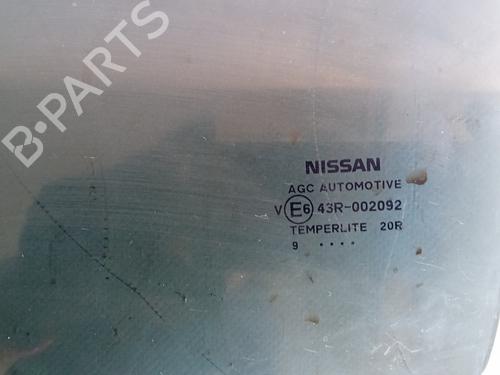 B-PARTS
NISSAN
AGC AUTOMOTIVE
V E6 43R-002092
TEMPERLITE 20R
9 ....